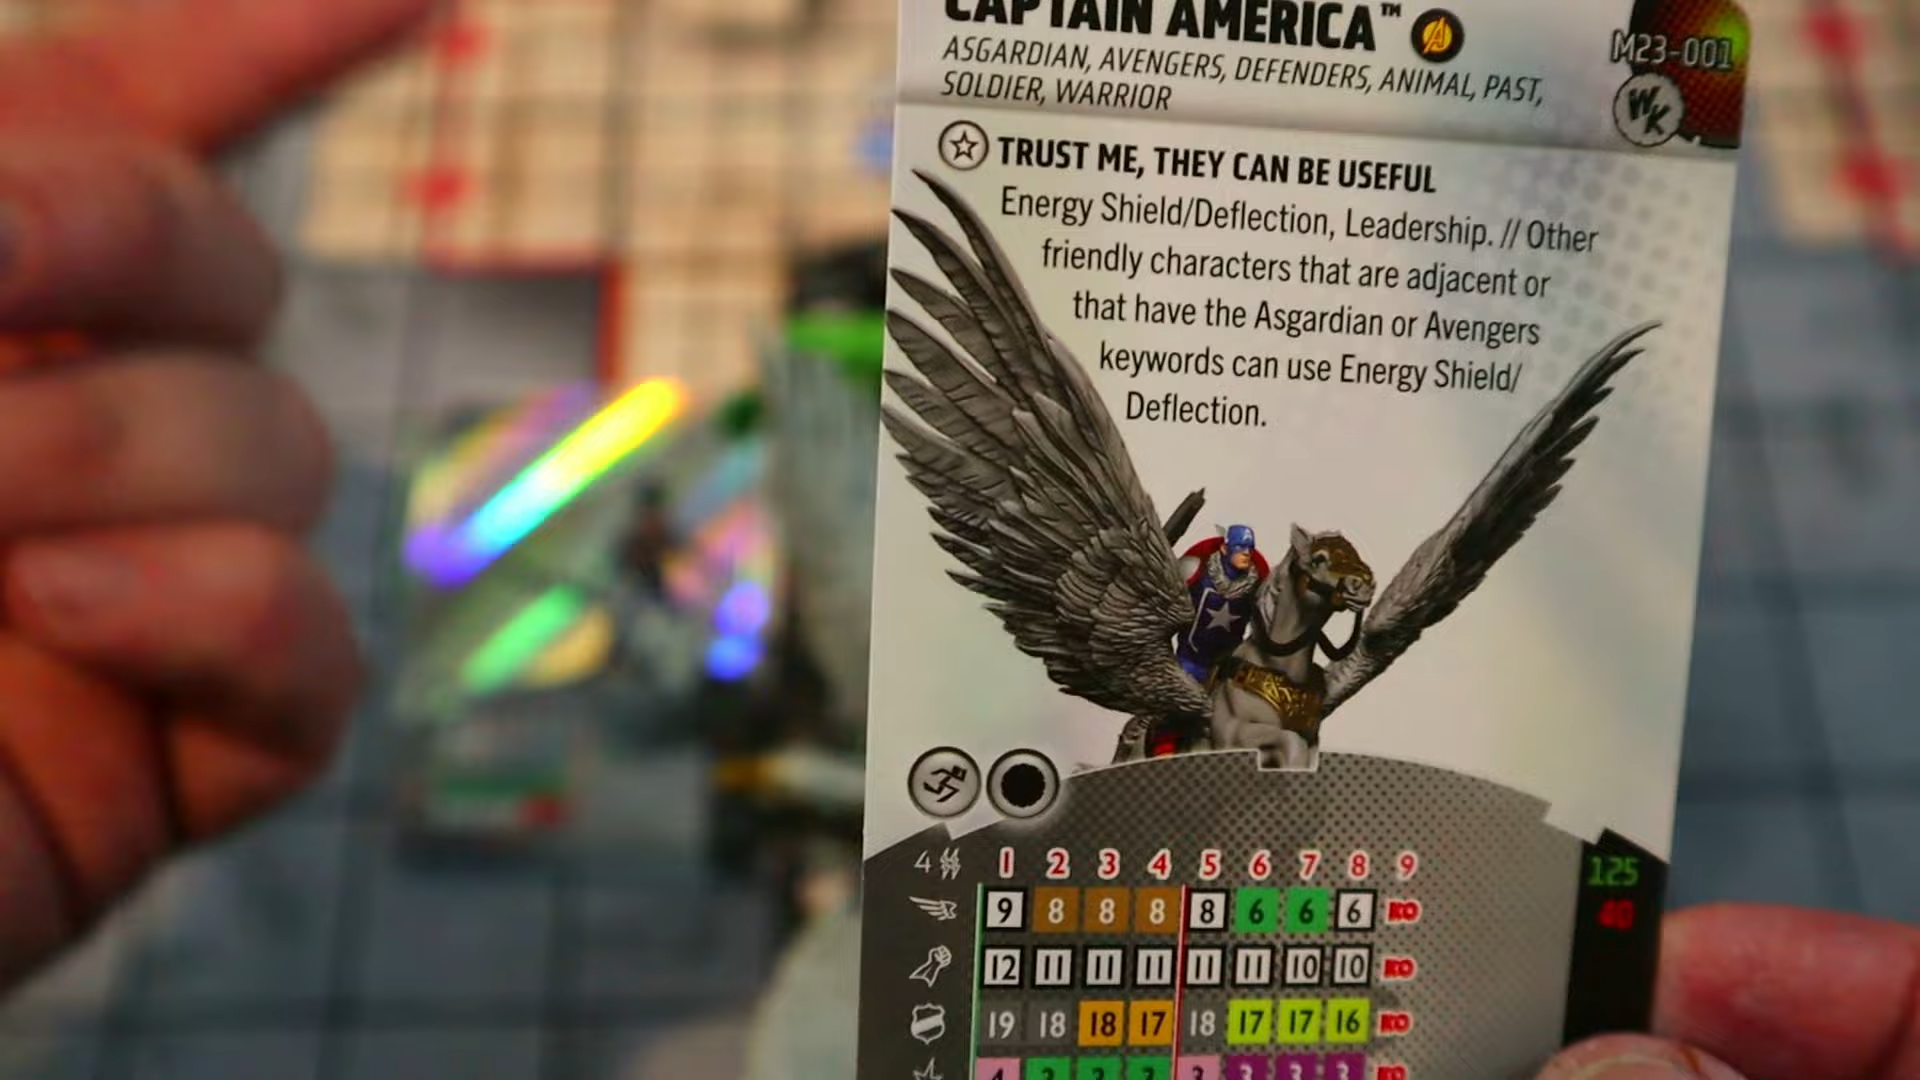 CAPTAIN AMERICA™
M23-001
ASGARDIAN, AVENGERS, DEFENDERS, ANIMAL, PAST,
SOLDIER, WARRIOR
WK
TRUST ME, THEY CAN BE USEFUL
Energy Shield/Deflection, Leadership. // Other
friendly characters that are adjacent or
that have the Asgardian or Avengers
keywords can use Energy Shield/
Deflection.
4 1 2 3 4 5 6 7 8 9
125
40
9 8 8 8 8 6 6 6 KO
12 11 11 11 11 11 10 10 KO
19 18 18 17 18 17 17 16 KO